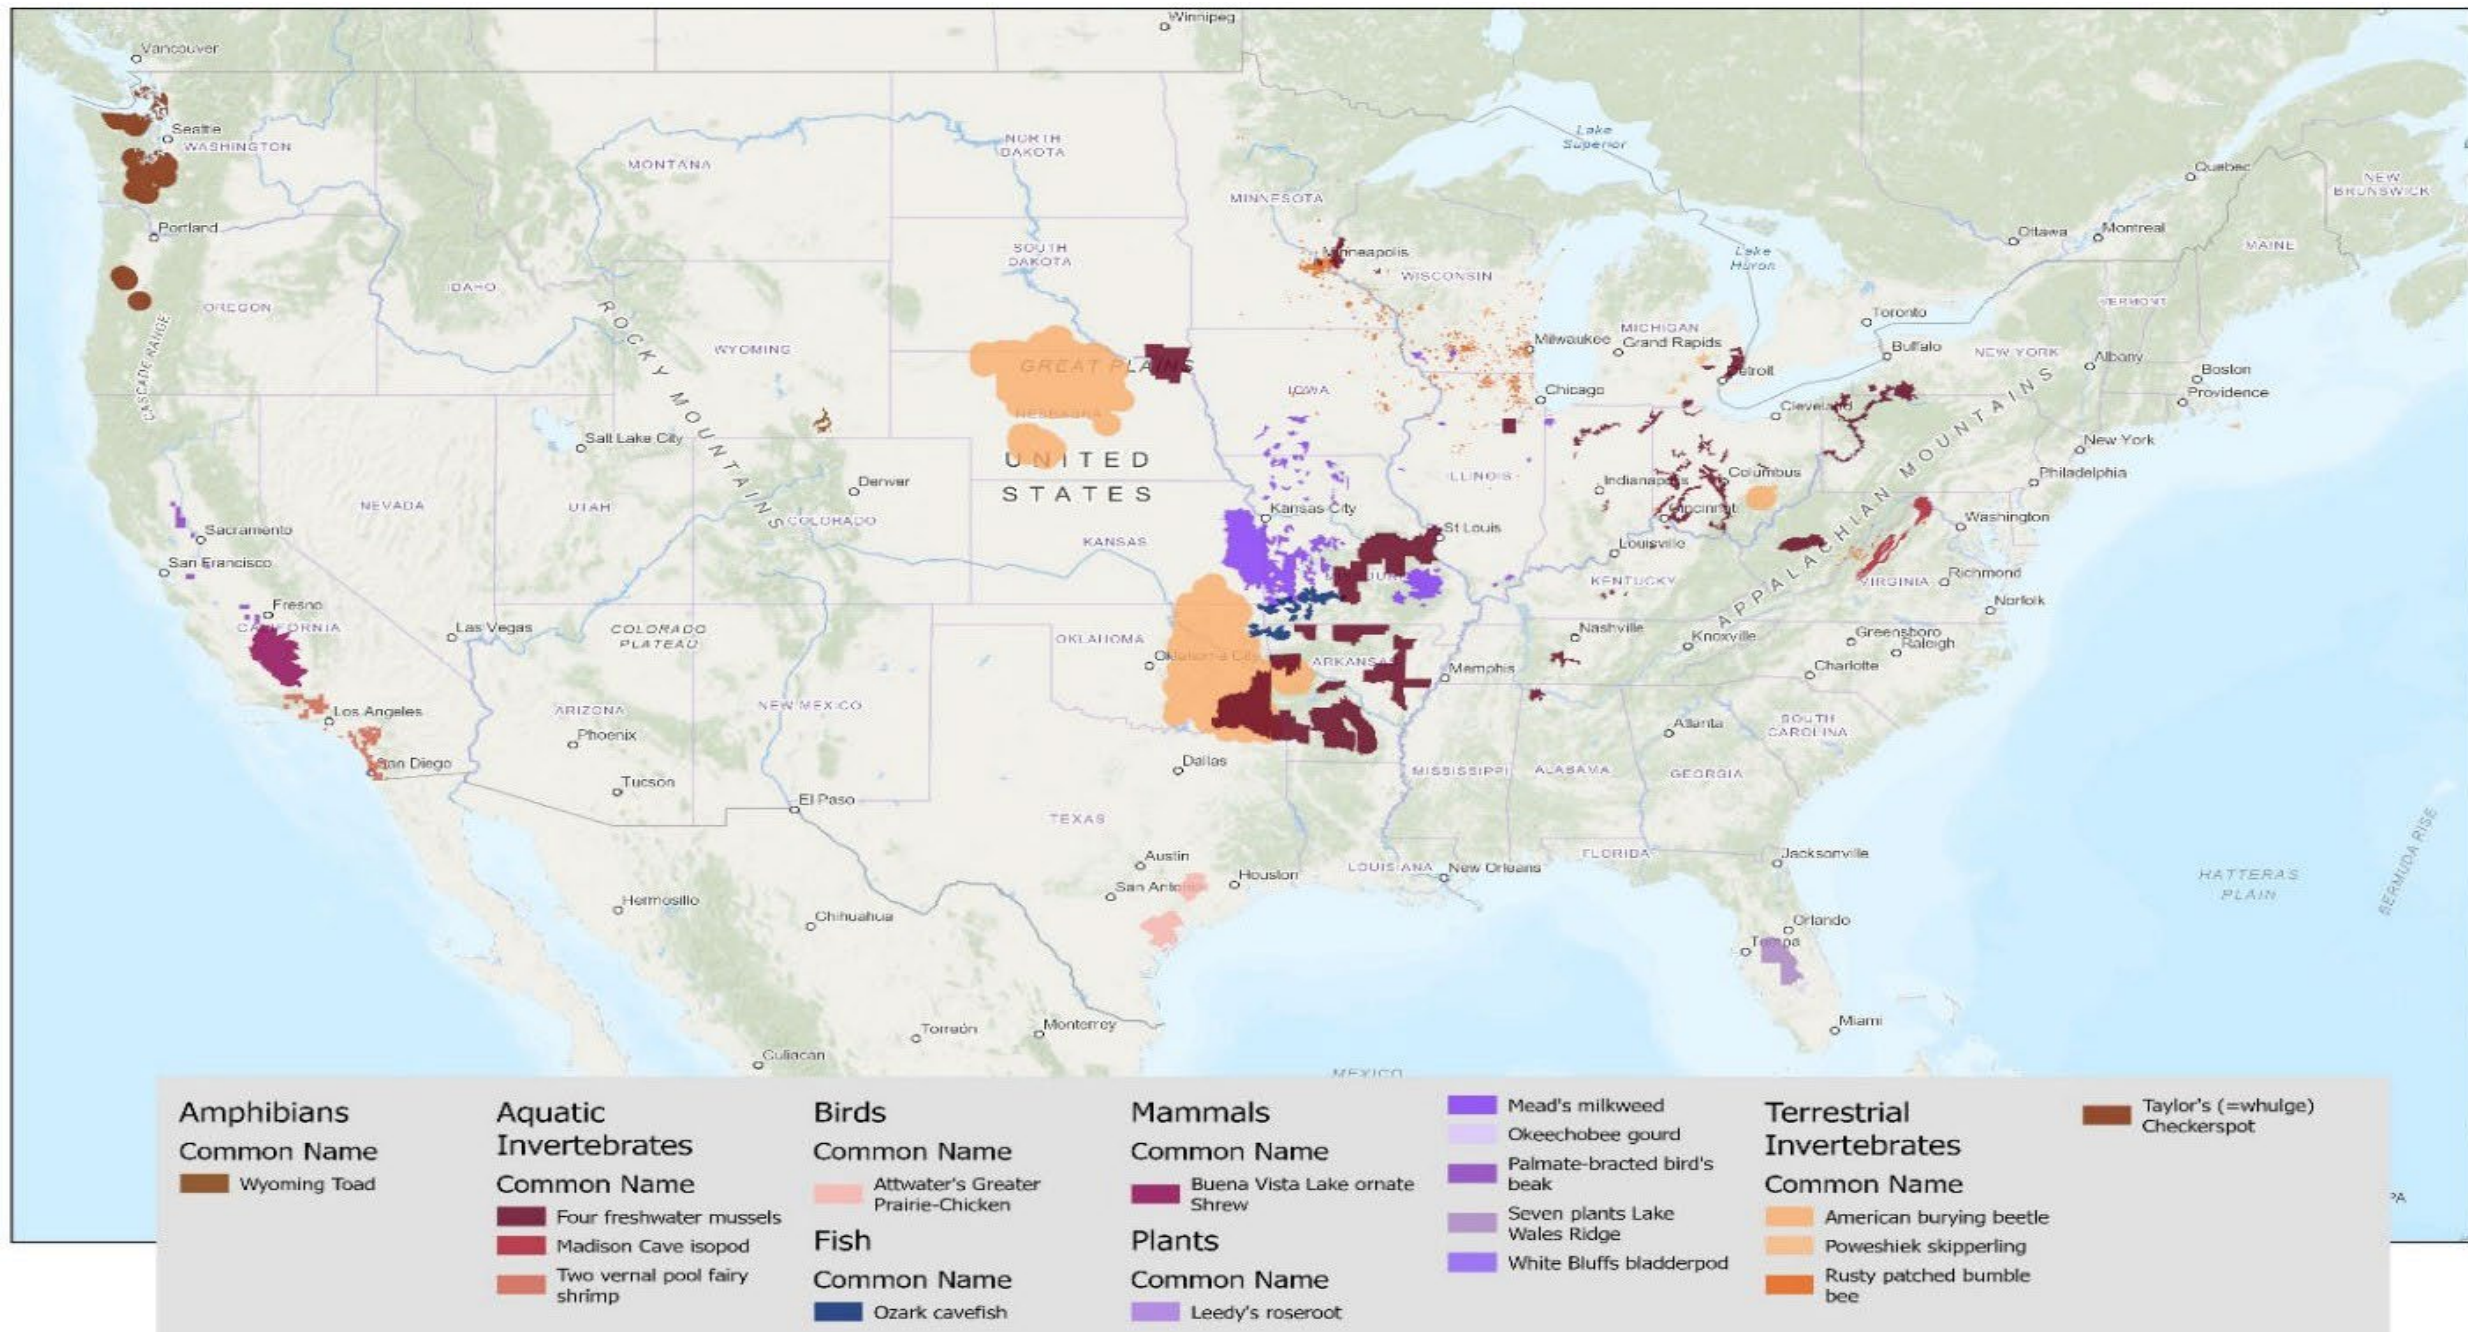 Winnipeg
Vancouver
Seattle
WASHINGTON
MONTANA
NORTH
DAKOTA
Lake
Superior
Quebec
NEW
BRUNSWICK
MINNESOTA
Portland
SOUTH
DAKOTA
Minneapolis
WISCONSIN
Lake
Huron
Ottawa
Montreal
MAINE
IDAHO
OREGON
CASCADE RANGE
ROCKY MOUNTAINS
WYOMING
GREAT PLAINS
NEBRASKA
IOWA
Milwaukee
MICHIGAN
Grand Rapids
Detroit
Toronto
Buffalo
NEW YORK
VERMONT
Albany
Boston
Providence
Chicago
Cleveland
New York
Philadelphia
Salt Lake City
Denver
UNITED
STATES
NEVADA
UTAH
COLORADO
KANSAS
Kansas City
ILLINOIS
Indianapolis
Columbus
Cincinnati
APPALACHIAN MOUNTAINS
Washington
Sacramento
San Francisco
St Louis
MISSOURI
Louisville
KENTUCKY
VIRGINIA
Richmond
Norfolk
Fresno
CALIFORNIA
Las Vegas
COLORADO
PLATEAU
OKLAHOMA
Oklahoma City
ARKANSAS
Memphis
Nashville
Knoxville
Greensboro
Raleigh
Charlotte
Los Angeles
San Diego
ARIZONA
Phoenix
Tucson
NEW MEXICO
El Paso
Dallas
TEXAS
MISSISSIPPI
ALABAMA
GEORGIA
Atlanta
SOUTH
CAROLINA
Austin
San Antonio
Houston
LOUISIANA
New Orleans
FLORIDA
Jacksonville
Orlando
Tampa
Miami
HATTERAS
PLAIN
BERMUDA RISE
Hermosillo
Chihuahua
Torreón
Monterrey
Culiacán
MEXICO
PA
Amphibians
Common Name
Wyoming Toad
Aquatic
Invertebrates
Common Name
Four freshwater mussels
Madison Cave isopod
Two vernal pool fairy
shrimp
Birds
Common Name
Attwater's Greater
Prairie-Chicken
Fish
Common Name
Ozark cavefish
Mammals
Common Name
Buena Vista Lake ornate
Shrew
Plants
Common Name
Leedy's roseroot
Mead's milkweed
Okeechobee gourd
Palmate-bracted bird's
beak
Seven plants Lake
Wales Ridge
White Bluffs bladderpod
Terrestrial
Invertebrates
Common Name
American burying beetle
Poweshiek skipperling
Rusty patched bumble
bee
Taylor's (=whulge)
Checkerspot